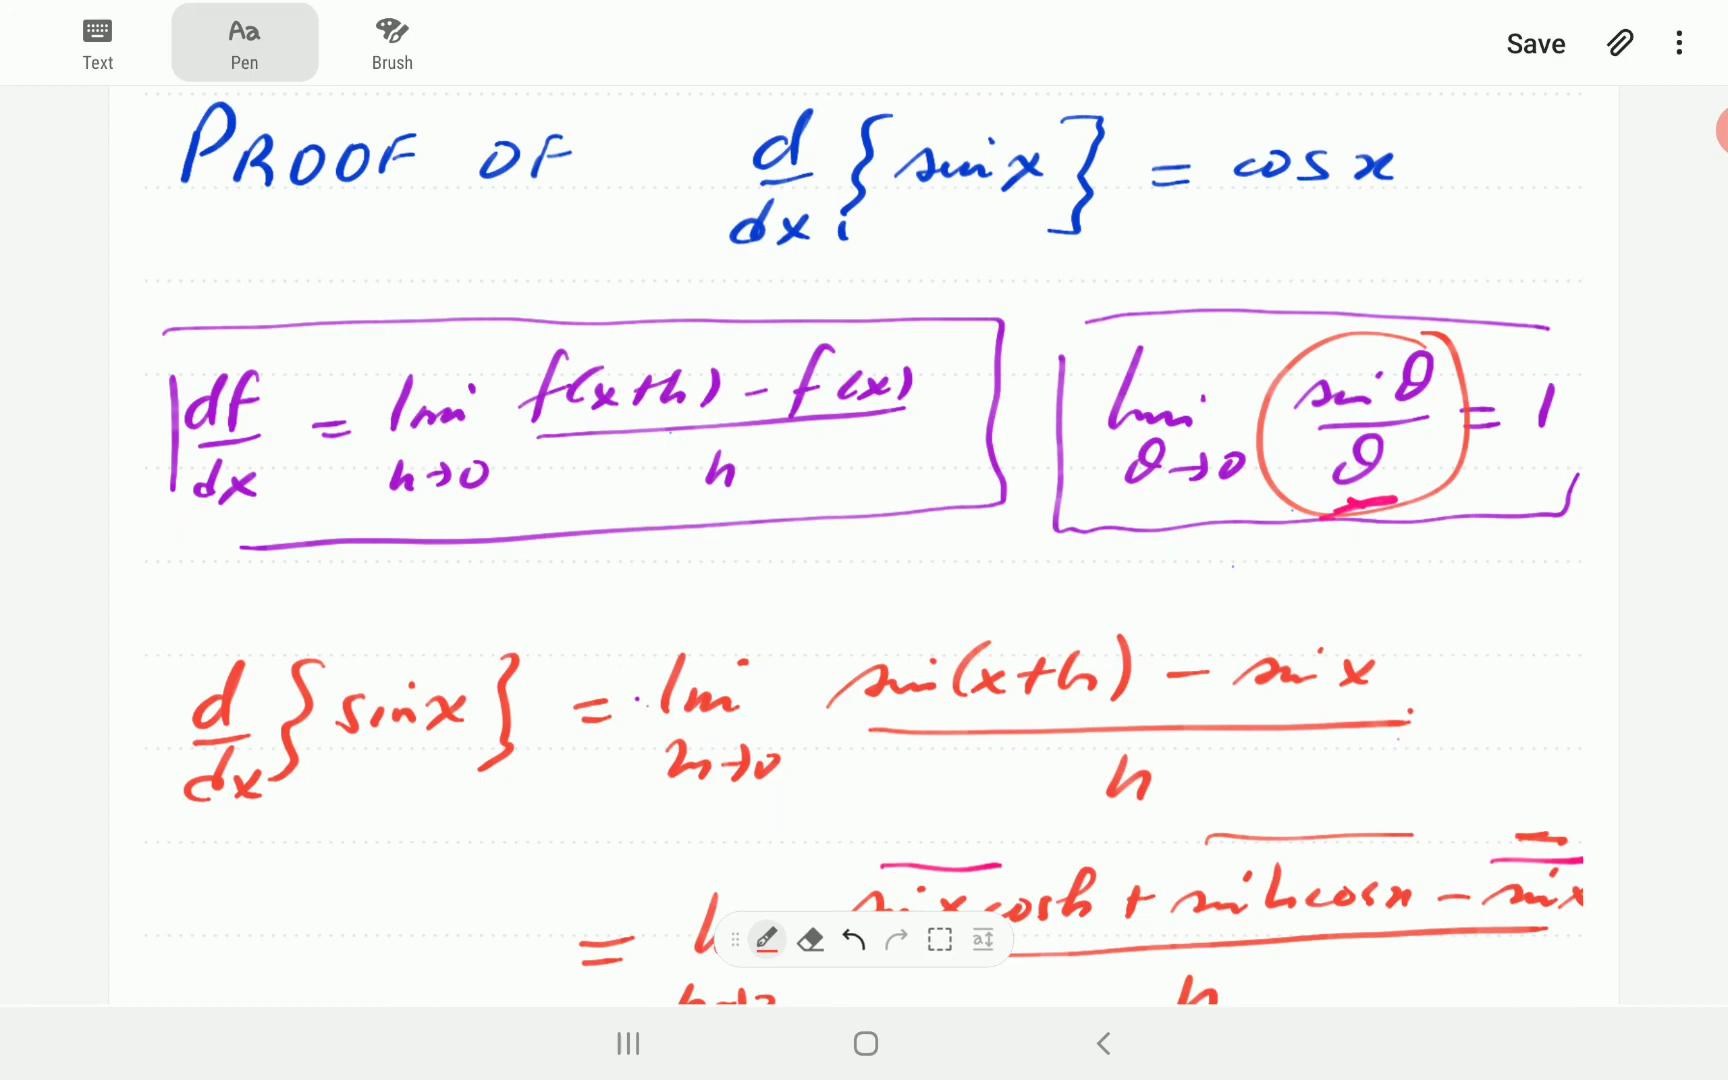 Text Pen Brush Save
PROOF OF d/dx {sin x} = cos x
df/dx = lim h→0 f(x+h) - f(x) / h
lim θ→0 sin θ / θ = 1
d/dx {sin x} = lim h→0 sin(x+h) - sin x / h
= sin x cos h + sin h cos x - sin x / h